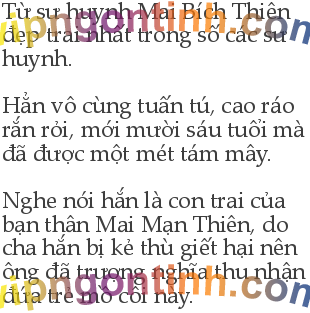 Từ sư huynh Mai Bích Thiên
đẹp trai nhất trong số các sư
huynh.
Hắn vô cùng tuấn tú, cao ráo
rắn rỏi, mới mười sáu tuổi mà
đã được một mét tám mây.
Nghe nói hắn là con trai của
bạn thân Mai Mạn Thiên, do
cha hắn bị kẻ thù giết hại nên
ông đã trượng nghĩa thu nhận
đứa trẻ mồ côi này.